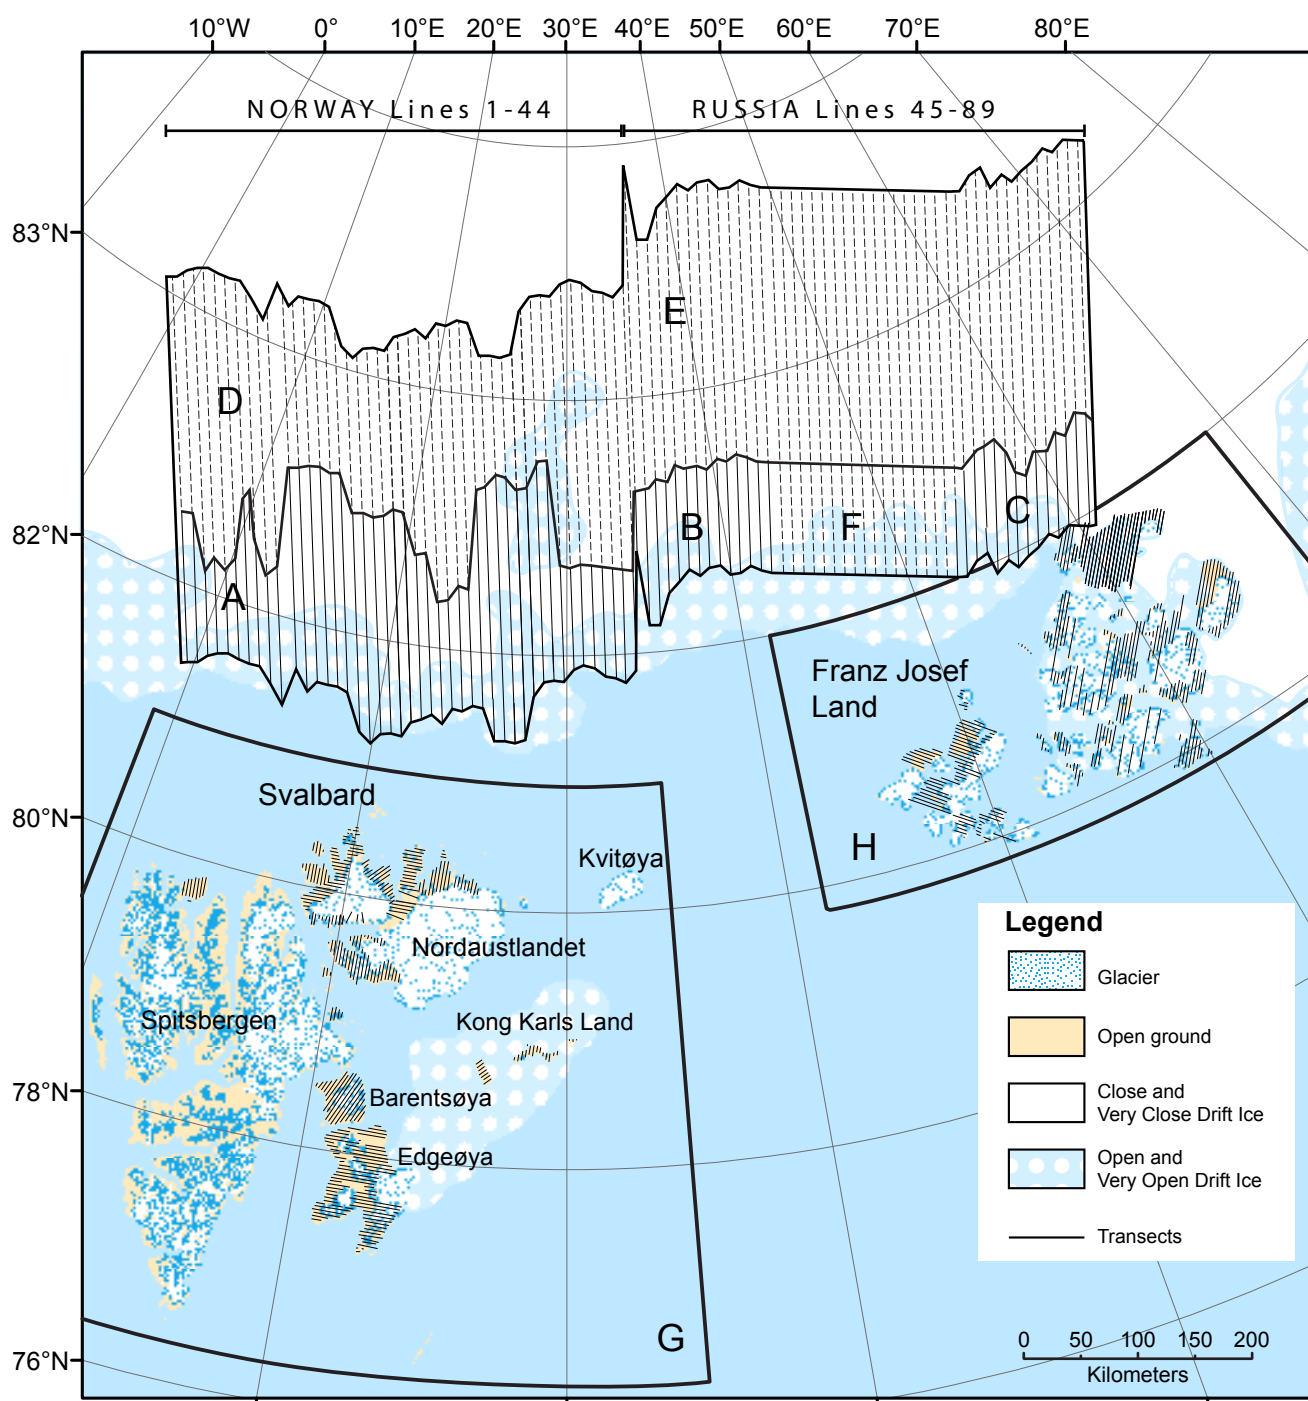 10°W 0° 10°E 20°E 30°E 40°E 50°E 60°E 70°E 80°E
NORWAY Lines 1-44 RUSSIA Lines 45-89
83°N
E
D
C
B F
82°N
A
Franz Josef
Land
Svalbard
80°N
H
Kvitøya
Nordaustlandet
Spitsbergen
Kong Karls Land
78°N
Barentsøya
Edgeøya
G
76°N
Legend
Glacier
Open ground
Close and
Very Close Drift Ice
Open and
Very Open Drift Ice
Transects
0 50 100 150 200
Kilometers